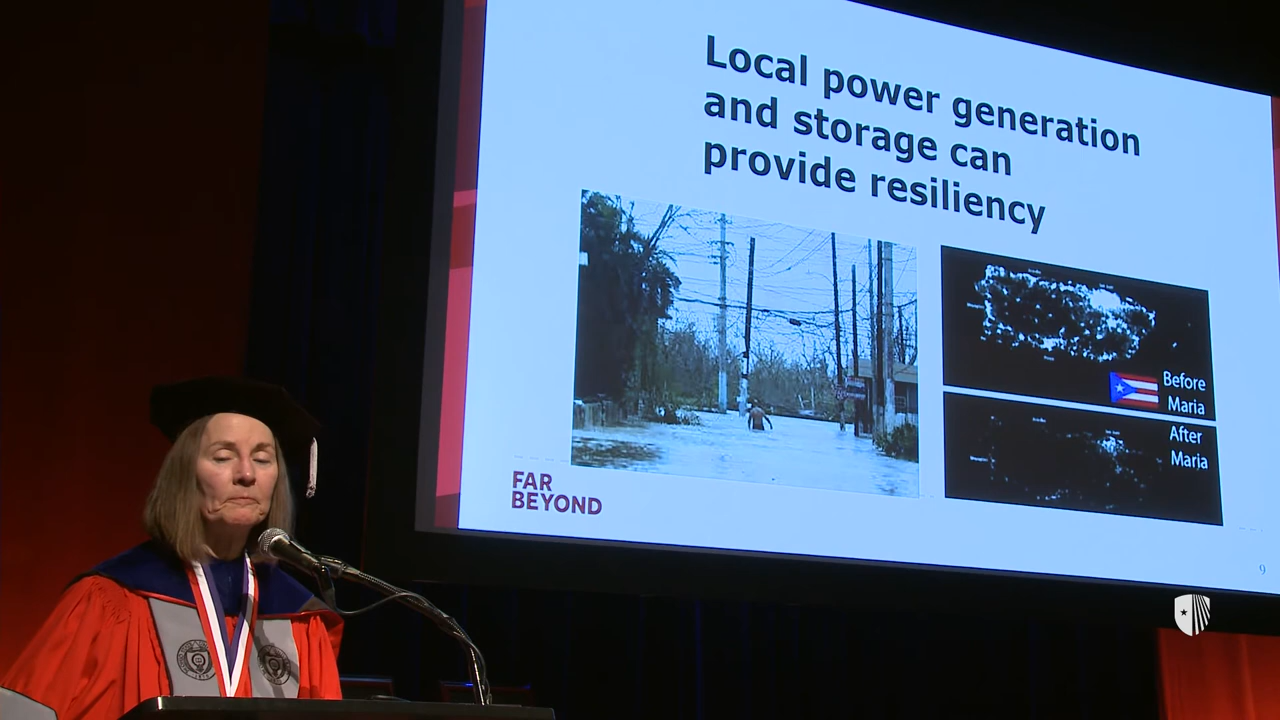 Local power generation
and storage can
provide resiliency
Before
Maria
After
Maria
FAR
BEYOND
9